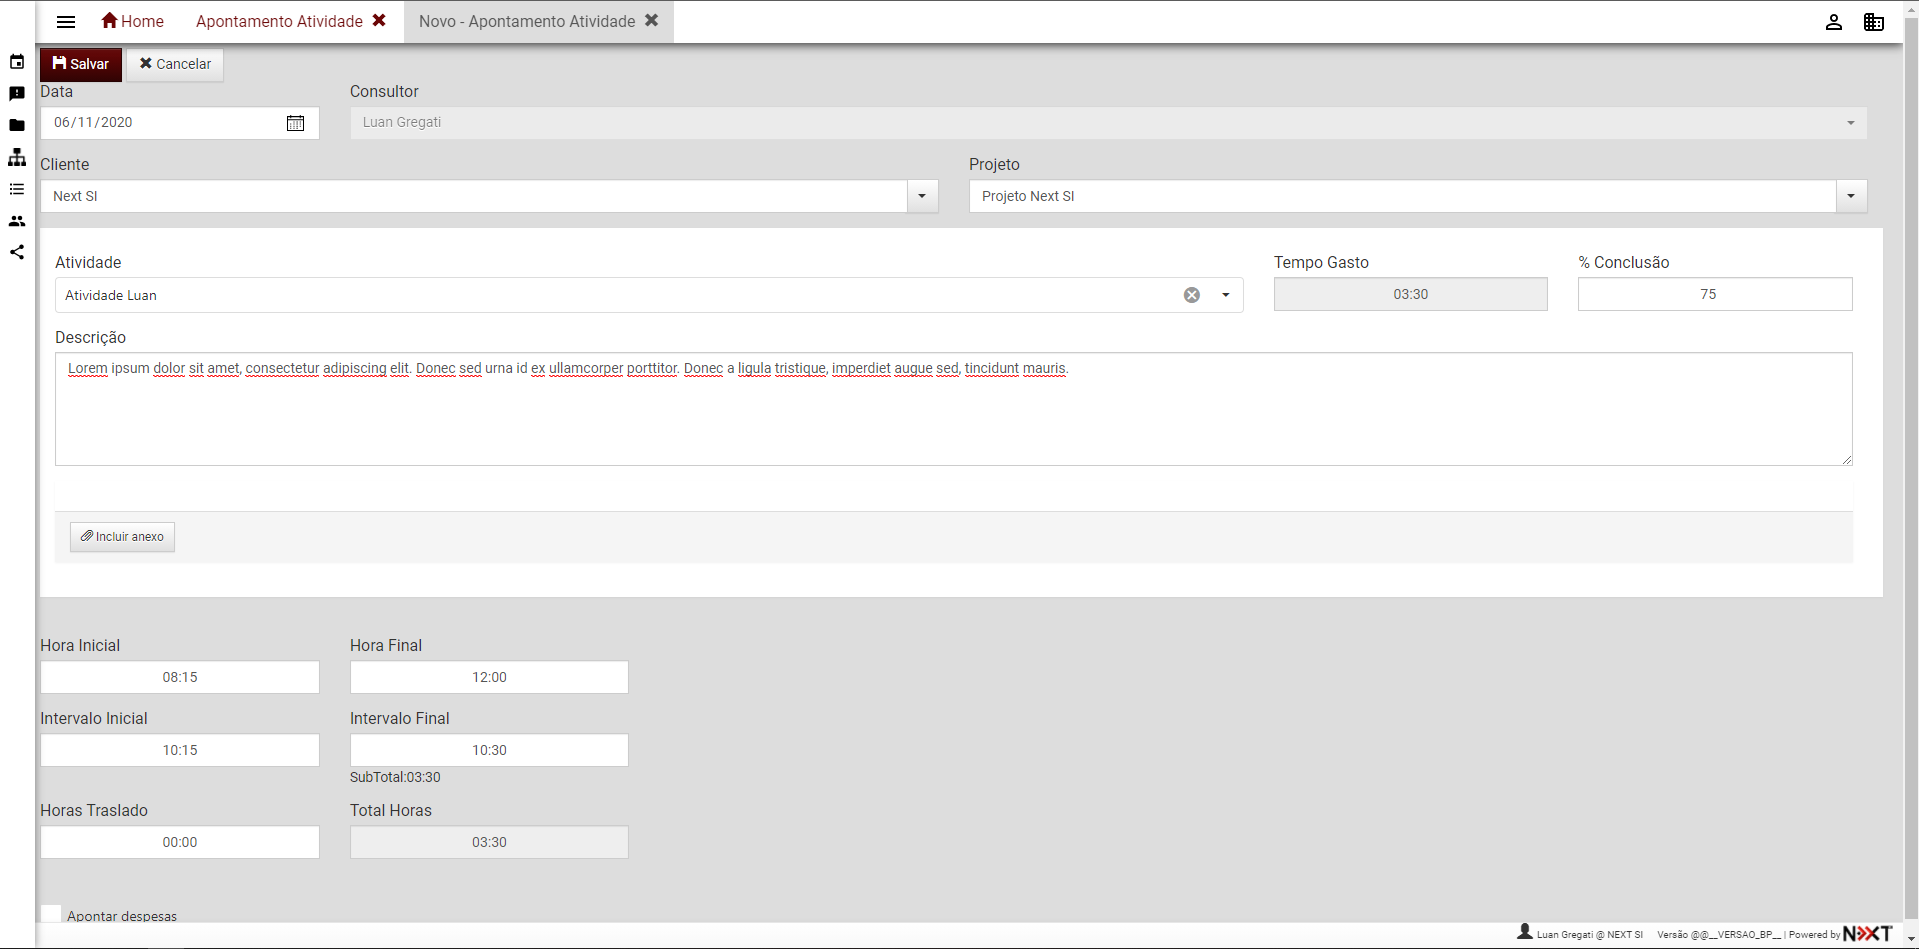 Home Apontamento Atividade Novo - Apontamento Atividade
Salvar Cancelar
Data Consultor
06/11/2020 Luan Gregati
Cliente Projeto
Next SI Projeto Next SI
Atividade Tempo Gasto % Conclusão
Atividade Luan 03:30 75
Descrição
Lorem ipsum dolor sit amet, consectetur adipiscing elit. Donec sed urna id ex ullamcorper porttitor. Donec a ligula tristique, imperdiet augue sed, tincidunt mauris.
Incluir anexo
Hora Inicial Hora Final
08:15 12:00
Intervalo Inicial Intervalo Final
10:15 10:30
SubTotal:03:30
Horas Traslado Total Horas
00:00 03:30
Apontar despesas
Luan Gregati @ NEXT SI Versão @@__VERSAO_BP__ | Powered by NEXT